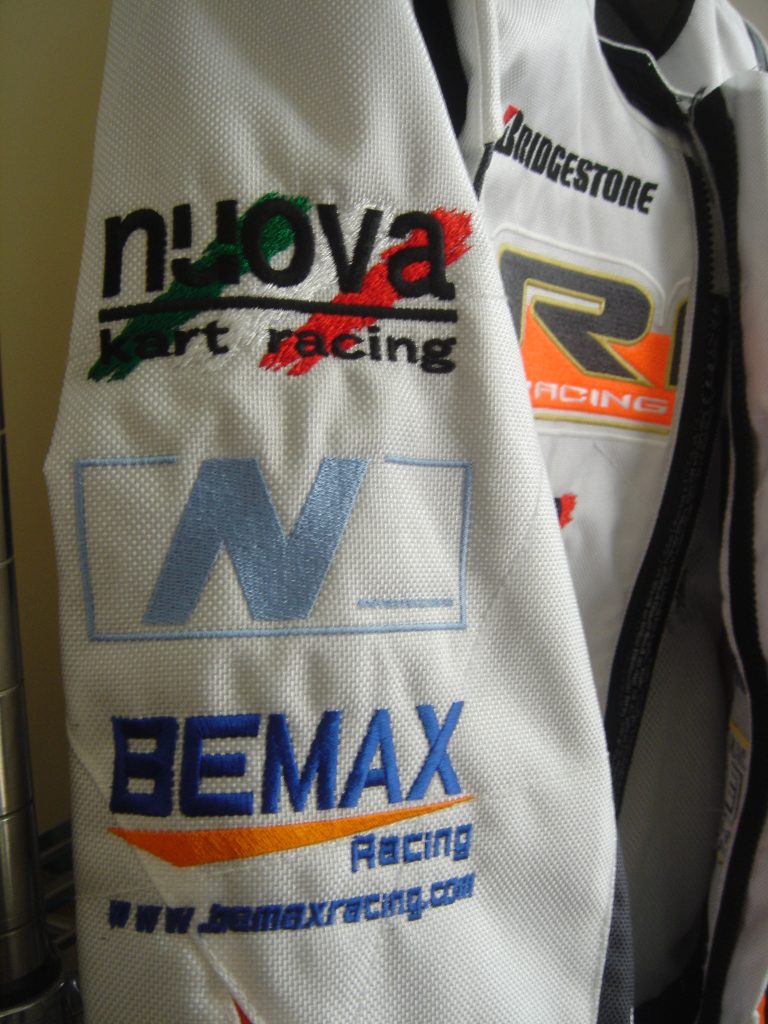 nuova
kart racing
N
BEMAX
Racing
www.bemaxracing.com
BRIDGESTONE
R
RACING